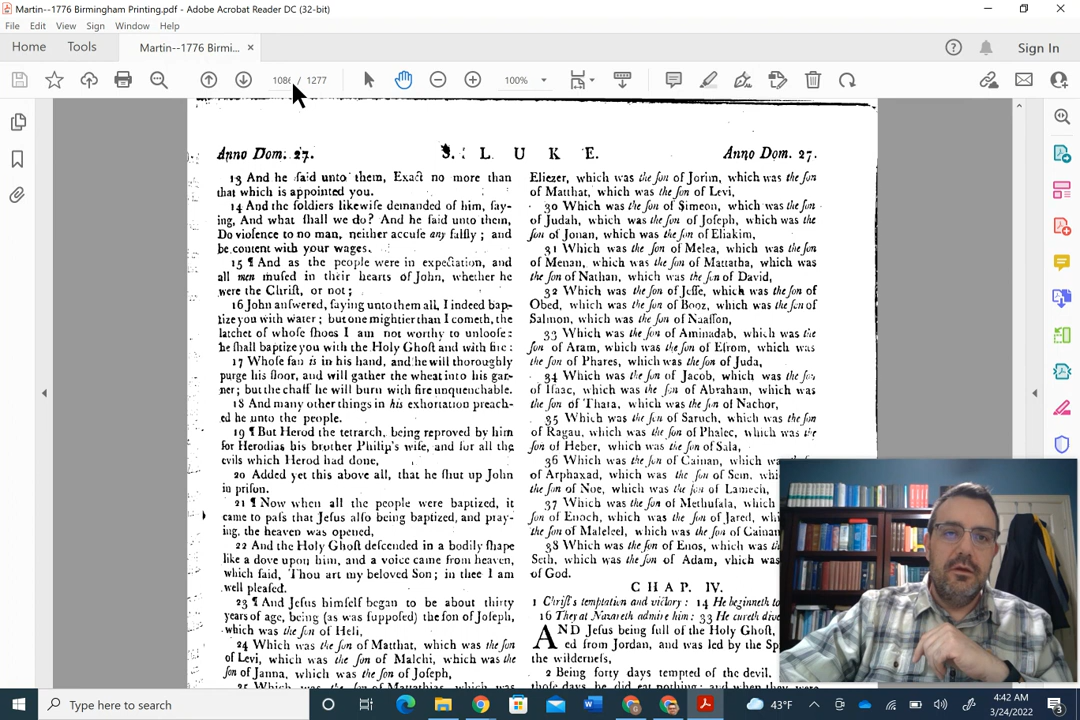 Martin--1776 Birmingham Printing.pdf - Adobe Acrobat Reader DC (32-bit)
File Edit View Sign Window Help
Home Tools Martin--1776 Birmi... × Sign In
1086 / 1277 100%
Anno Dom. 27. S. L U K E. Anno Dom. 27.
13 And he ſaid unto them, Exact no more than
that which is appointed you.
14 And the ſoldiers likewiſe demanded of him, ſay-
ing, And what ſhall we do? And he ſaid unto them,
Do violence to no man, neither accuſe any falſly; and
be content with your wages.
15 ¶ And as the people were in expectation, and
all men muſed in their hearts of John, whether he
were the Chriſt, or not;
16 John anſwered, ſaying unto them all, I indeed bap-
tize you with water; but one mightier than I cometh, the
latchet of whoſe ſhoes I am not worthy to unlooſe:
he ſhall baptize you with the Holy Ghoſt and with fire:
17 Whoſe fan is in his hand, and he will thoroughly
purge his floor, and will gather the wheat into his gar-
ner; but the chaff he will burn with fire unquenchable.
18 And many other things in his exhortation preach-
ed he unto the people.
19 ¶ But Herod the tetrarch, being reproved by him
for Herodias his brother Philip's wife, and for all the
evils which Herod had done,
20 Added yet this above all, that he ſhut up John
in priſon.
21 ¶ Now when all the people were baptized, it
came to paſs that Jeſus alſo being baptized, and pray-
ing, the heaven was opened,
22 And the Holy Ghoſt deſcended in a bodily ſhape
like a dove upon him, and a voice came from heaven,
which ſaid, Thou art my beloved Son; in thee I am
well pleaſed.
23 ¶ And Jeſus himſelf began to be about thirty
years of age, being (as was ſuppoſed) the ſon of Joſeph,
which was the ſon of Heli,
24 Which was the ſon of Matthat, which was the ſon
of Levi, which was the ſon of Malchi, which was the
ſon of Janna, which was the ſon of Joſeph,
25 Which was the ſon of Mattathias, which was
Eliezer, which was the ſon of Jorim, which was the ſon
of Matthat, which was the ſon of Levi,
30 Which was the ſon of Simeon, which was the ſon
of Judah, which was the ſon of Joſeph, which was the
ſon of Jonan, which was the ſon of Eliakim,
31 Which was the ſon of Melea, which was the ſon
of Menan, which was the ſon of Mattatha, which was
the ſon of Nathan, which was the ſon of David,
32 Which was the ſon of Jeſſe, which was the ſon of
Obed, which was the ſon of Booz, which was the ſon of
Salmon, which was the ſon of Naaſſon,
33 Which was the ſon of Aminadab, which was the
ſon of Aram, which was the ſon of Eſrom, which was
the ſon of Phares, which was the ſon of Juda,
34 Which was the ſon of Jacob, which was the ſon
of Iſaac, which was the ſon of Abraham, which was
the ſon of Thara, which was the ſon of Nachor,
35 Which was the ſon of Saruch, which was the ſon
of Ragau, which was the ſon of Phalec, which was the
ſon of Heber, which was the ſon of Sala,
36 Which was the ſon of Cainan, which wa
of Arphaxad, which was the ſon of Sem, whi
the ſon of Noe, which was the ſon of Lamech,
37 Which was the ſon of Methuſala, which
ſon of Enoch, which was the ſon of Jared,
the ſon of Maleleel, which was the ſon of Cainan
38 Which was the ſon of Enos, which was th
Seth, which was the ſon of Adam, which was
of God.
C H A P. IV.
1 Chriſt's temptation and victory: 14 He beginneth to
16 They at Nazareth admire him: 33 He cureth dive
AND Jeſus being full of the Holy Ghoſt,
ed from Jordan, and was led by the Sp
the wilderneſs,
2 Being forty days tempted of the devil.
thoſe days he did eat nothing: and when they were
Type here to search 43°F 4:42 AM
3/24/2022